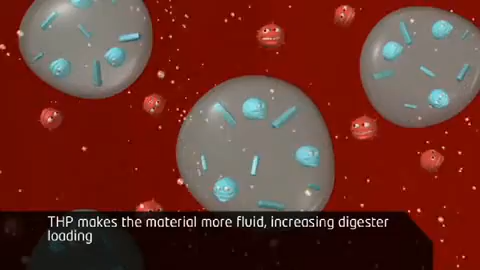 THP makes the material more fluid, increasing digester
loading